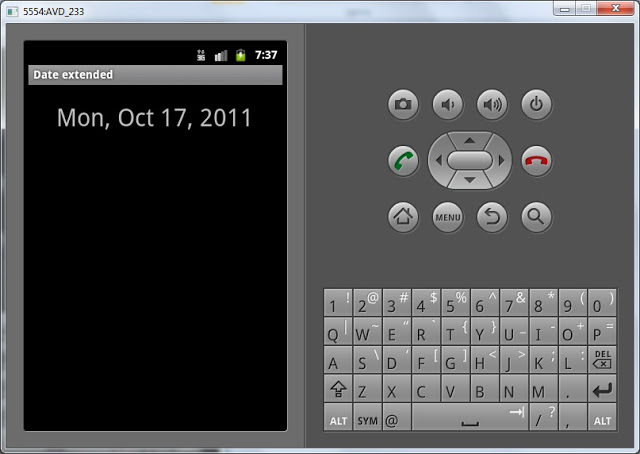 5554:AVD_233
3G 7:37
Date extended
Mon, Oct 17, 2011
MENU
1 ! 2 @ 3 # 4 $ 5 % 6 ^ 7 & 8 * 9 ( 0 )
Q | W ~ E " R ` T { Y } U _ I - O + P =
A S \ D ' F [ G ] H < J > K ; L : DEL
Z X C V B N M .
ALT SYM @ / ? , ALT